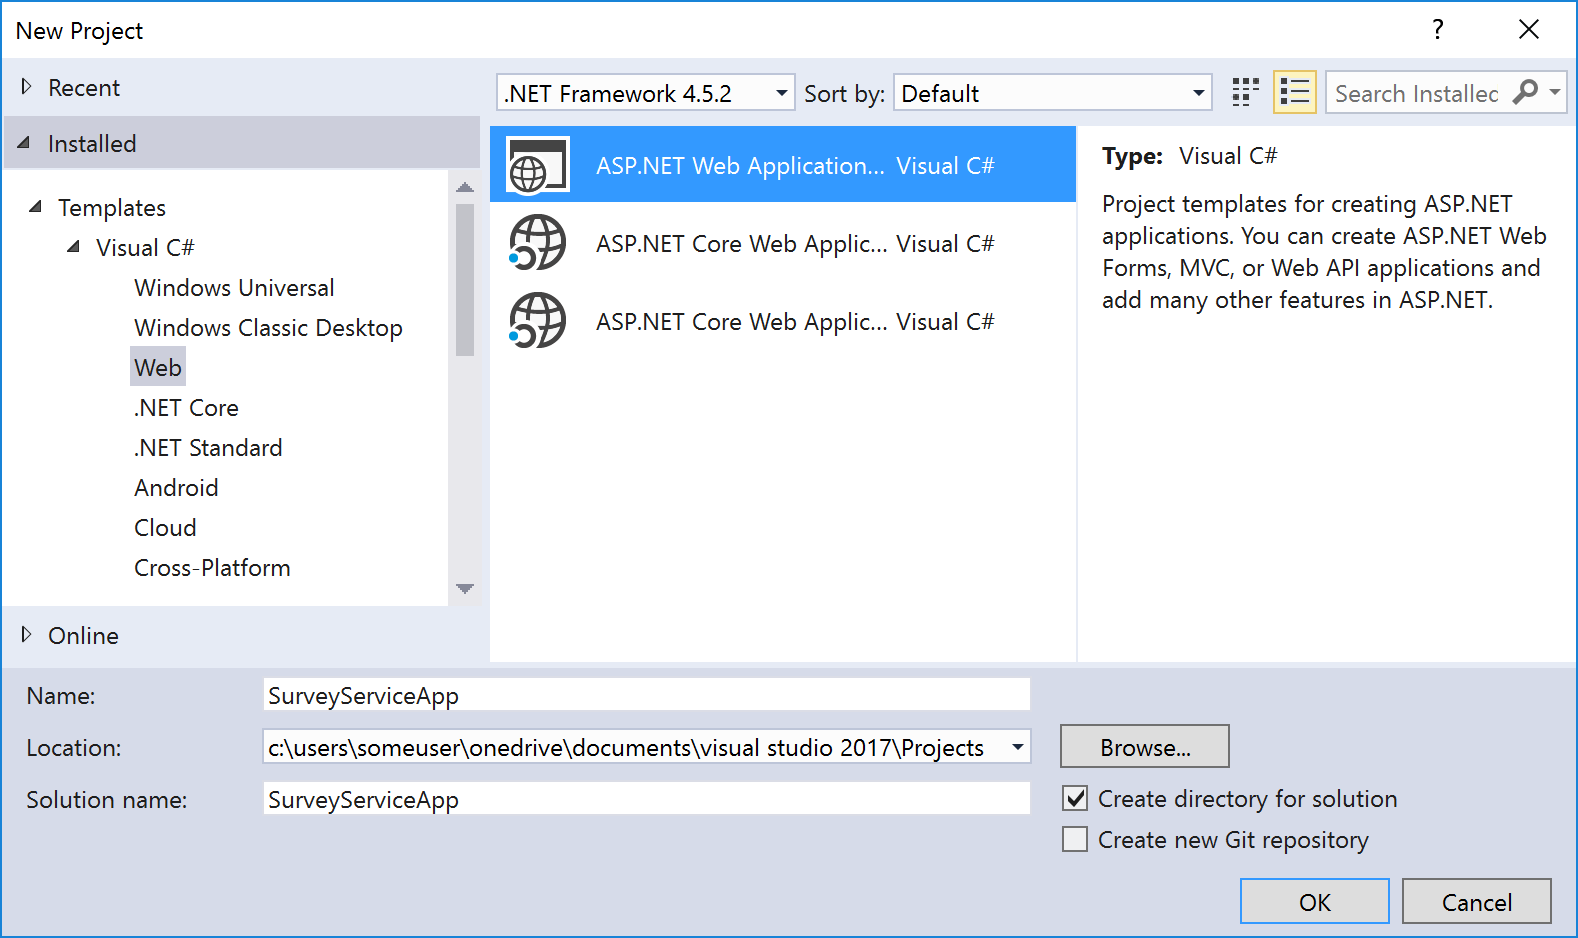 New Project
?
Recent
.NET Framework 4.5.2
Sort by:
Default
Search Installed
Installed
Templates
Visual C#
Windows Universal
Windows Classic Desktop
Web
.NET Core
.NET Standard
Android
Cloud
Cross-Platform
Online
ASP.NET Web Application... Visual C#
ASP.NET Core Web Applic... Visual C#
ASP.NET Core Web Applic... Visual C#
Type: Visual C#
Project templates for creating ASP.NET
applications. You can create ASP.NET Web
Forms, MVC, or Web API applications and
add many other features in ASP.NET.
Name:
SurveyServiceApp
Location:
c:\users\someuser\onedrive\documents\visual studio 2017\Projects
Browse...
Solution name:
SurveyServiceApp
Create directory for solution
Create new Git repository
OK
Cancel